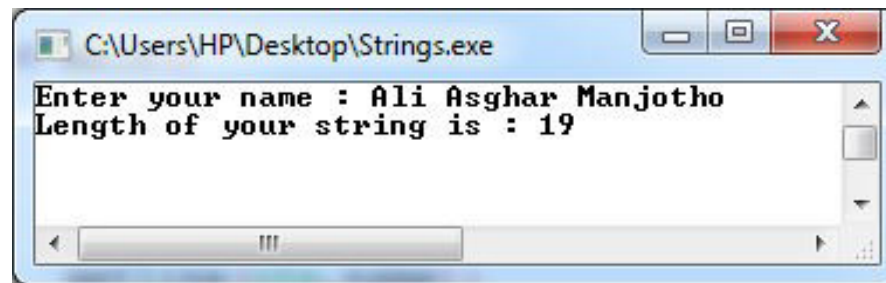 C:\Users\HP\Desktop\Strings.exe
Enter your name : Ali Asghar Manjotho
Length of your string is : 19